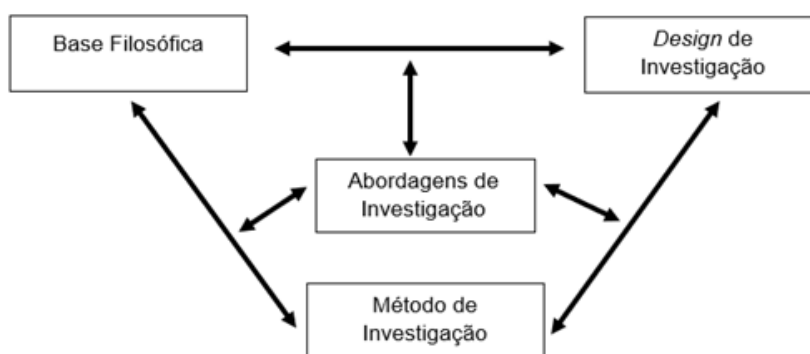 Base Filosófica
Design de
Investigação
Abordagens de
Investigação
Método de
Investigação